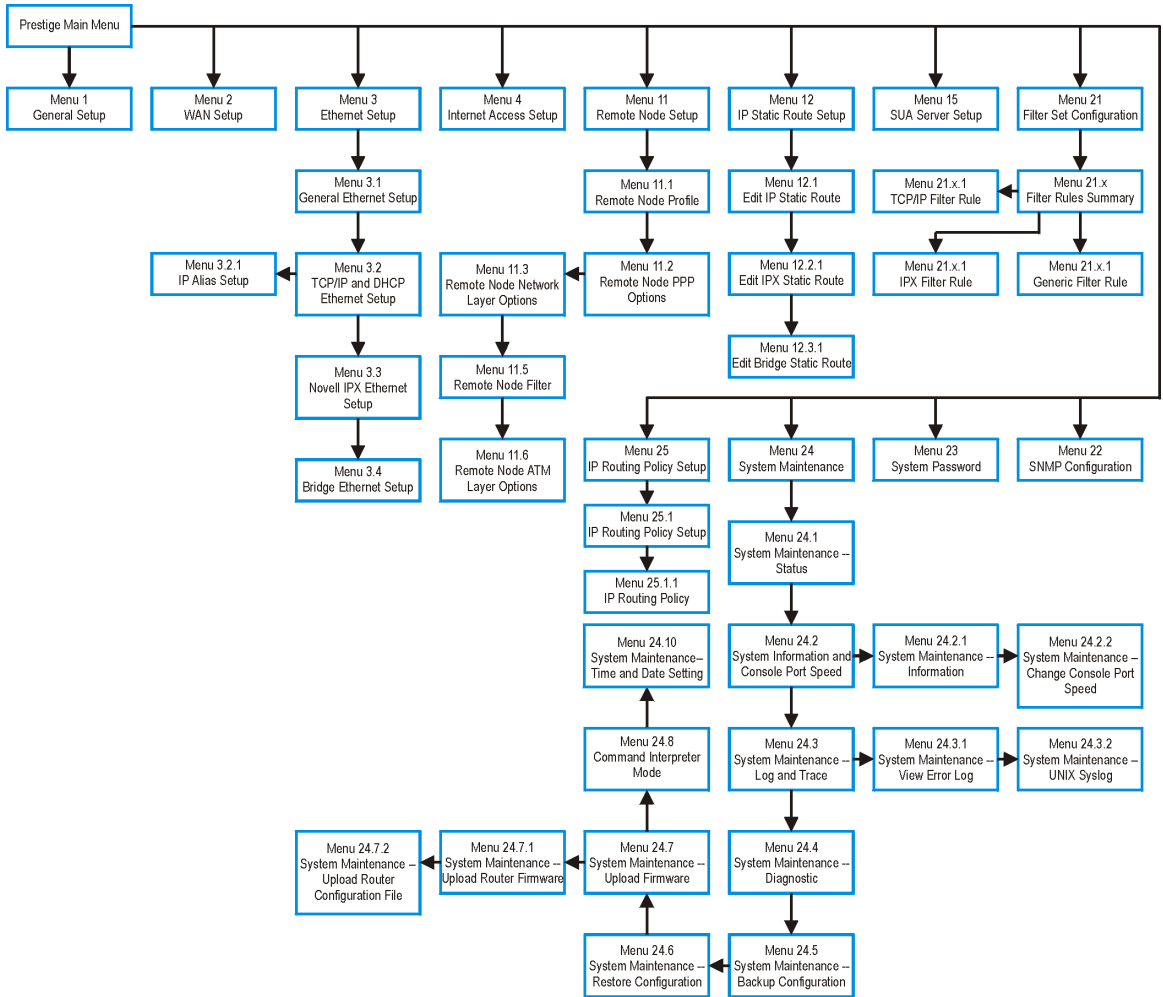 Prestige Main Menu
Menu 1
General Setup
Menu 2
WAN Setup
Menu 3
Ethernet Setup
Menu 4
Internet Access Setup
Menu 11
Remote Node Setup
Menu 12
IP Static Route Setup
Menu 15
SUA Server Setup
Menu 21
Filter Set Configuration
Menu 3.1
General Ethernet Setup
Menu 11.1
Remote Node Profile
Menu 12.1
Edit IP Static Route
Menu 21.x.1
TCP/IP Filter Rule
Menu 21.x
Filter Rules Summary
Menu 3.2.1
IP Alias Setup
Menu 3.2
TCP/IP and DHCP
Ethernet Setup
Menu 11.3
Remote Node Network
Layer Options
Menu 11.2
Remote Node PPP
Options
Menu 12.2.1
Edit IPX Static Route
Menu 21.x.1
IPX Filter Rule
Menu 21.x.1
Generic Filter Rule
Menu 12.3.1
Edit Bridge Static Route
Menu 3.3
Novell IPX Ethernet
Setup
Menu 11.5
Remote Node Filter
Menu 3.4
Bridge Ethernet Setup
Menu 11.6
Remote Node ATM
Layer Options
Menu 25
IP Routing Policy Setup
Menu 24
System Maintenance
Menu 23
System Password
Menu 22
SNMP Configuration
Menu 25.1
IP Routing Policy Setup
Menu 24.1
System Maintenance --
Status
Menu 25.1.1
IP Routing Policy
Menu 24.10
System Maintenance--
Time and Date Setting
Menu 24.2
System Information and
Console Port Speed
Menu 24.2.1
System Maintenance --
Information
Menu 24.2.2
System Maintenance --
Change Console Port
Speed
Menu 24.8
Command Interpreter
Mode
Menu 24.3
System Maintenance --
Log and Trace
Menu 24.3.1
System Maintenance --
View Error Log
Menu 24.3.2
System Maintenance --
UNIX Syslog
Menu 24.7.2
System Maintenance --
Upload Router
Configuration File
Menu 24.7.1
System Maintenance --
Upload Router Firmware
Menu 24.7
System Maintenance --
Upload Firmware
Menu 24.4
System Maintenance --
Diagnostic
Menu 24.6
System Maintenance --
Restore Configuration
Menu 24.5
System Maintenance --
Backup Configuration